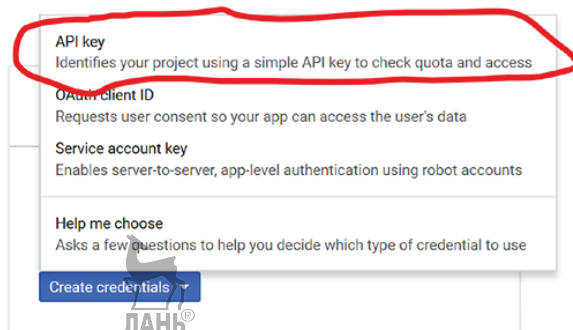 API key
Identifies your project using a simple API key to check quota and access
OAuth client ID
Requests user consent so your app can access the user's data
Service account key
Enables server-to-server, app-level authentication using robot accounts
Help me choose
Asks a few questions to help you decide which type of credential to use
Create credentials
ЛАНЬ®